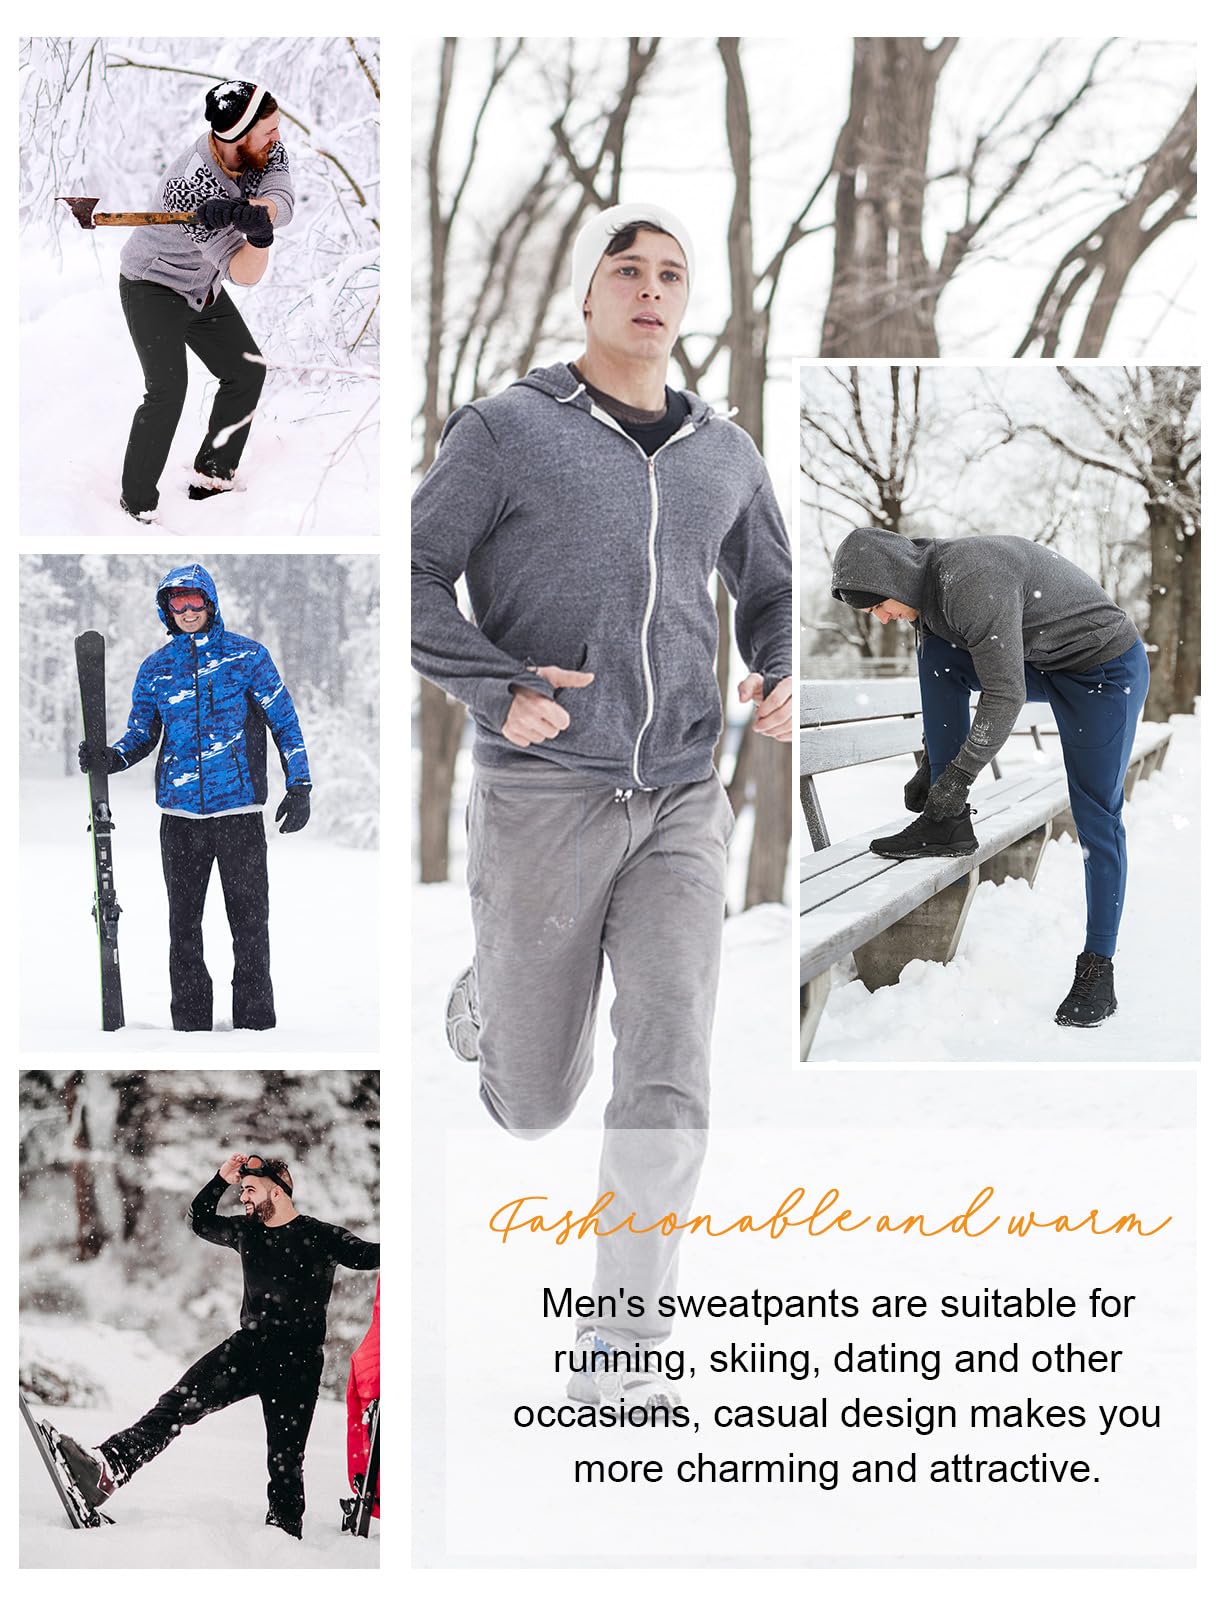 Fashionable and warm
Men's sweatpants are suitable for
running, skiing, dating and other
occasions, casual design makes you
more charming and attractive.